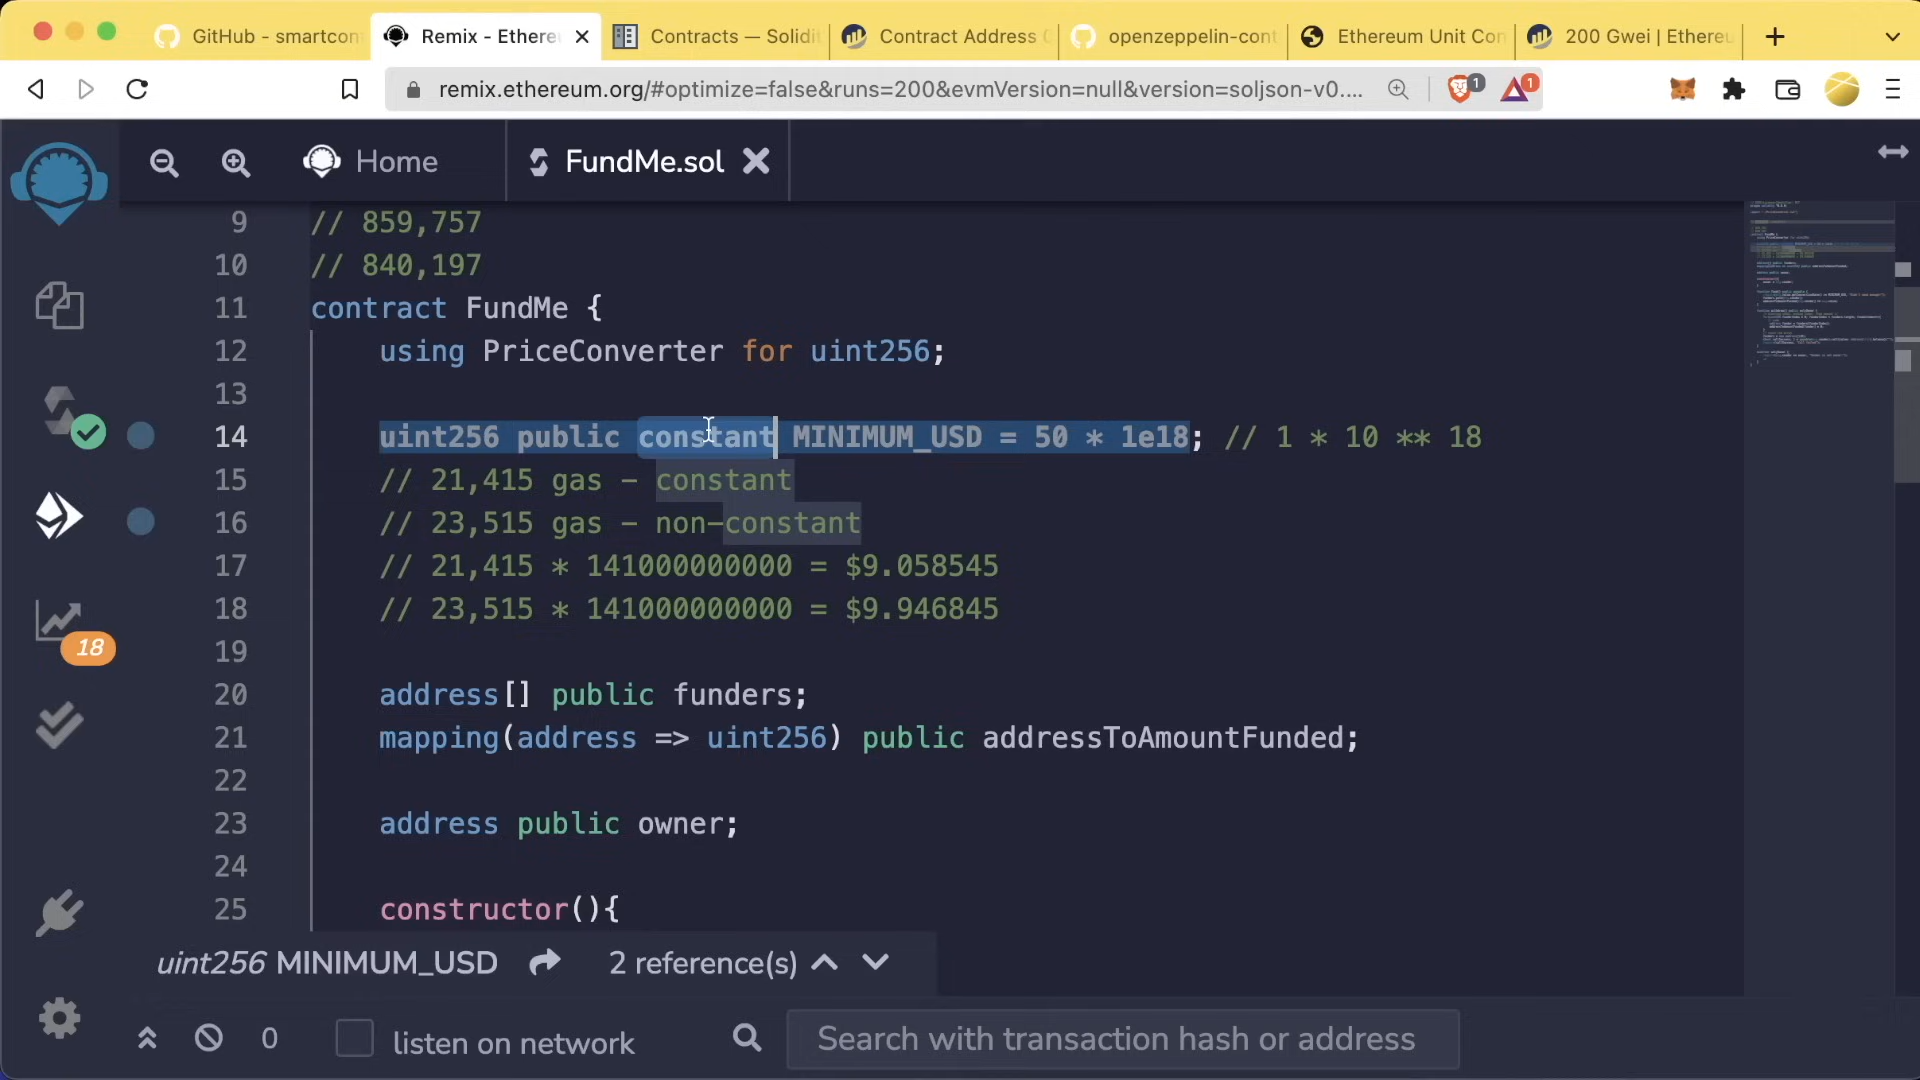 GitHub - smartcon
Remix - Ethere
Contracts — Solidit
Contract Address
openzeppelin-cont
Ethereum Unit Con
200 Gwei | Ethereu
remix.ethereum.org/#optimize=false&runs=200&evmVersion=null&version=soljson-v0....
1
1
Home
FundMe.sol
9 // 859,757
10 // 840,197
11 contract FundMe {
12 using PriceConverter for uint256;
13
14 uint256 public constant MINIMUM_USD = 50 * 1e18; // 1 * 10 ** 18
15 // 21,415 gas - constant
16 // 23,515 gas - non-constant
17 // 21,415 * 141000000000 = $9.058545
18 // 23,515 * 141000000000 = $9.946845
19
20 address[] public funders;
21 mapping(address => uint256) public addressToAmountFunded;
22
23 address public owner;
24
25 constructor(){
18
uint256 MINIMUM_USD 2 reference(s)
0 listen on network Search with transaction hash or address